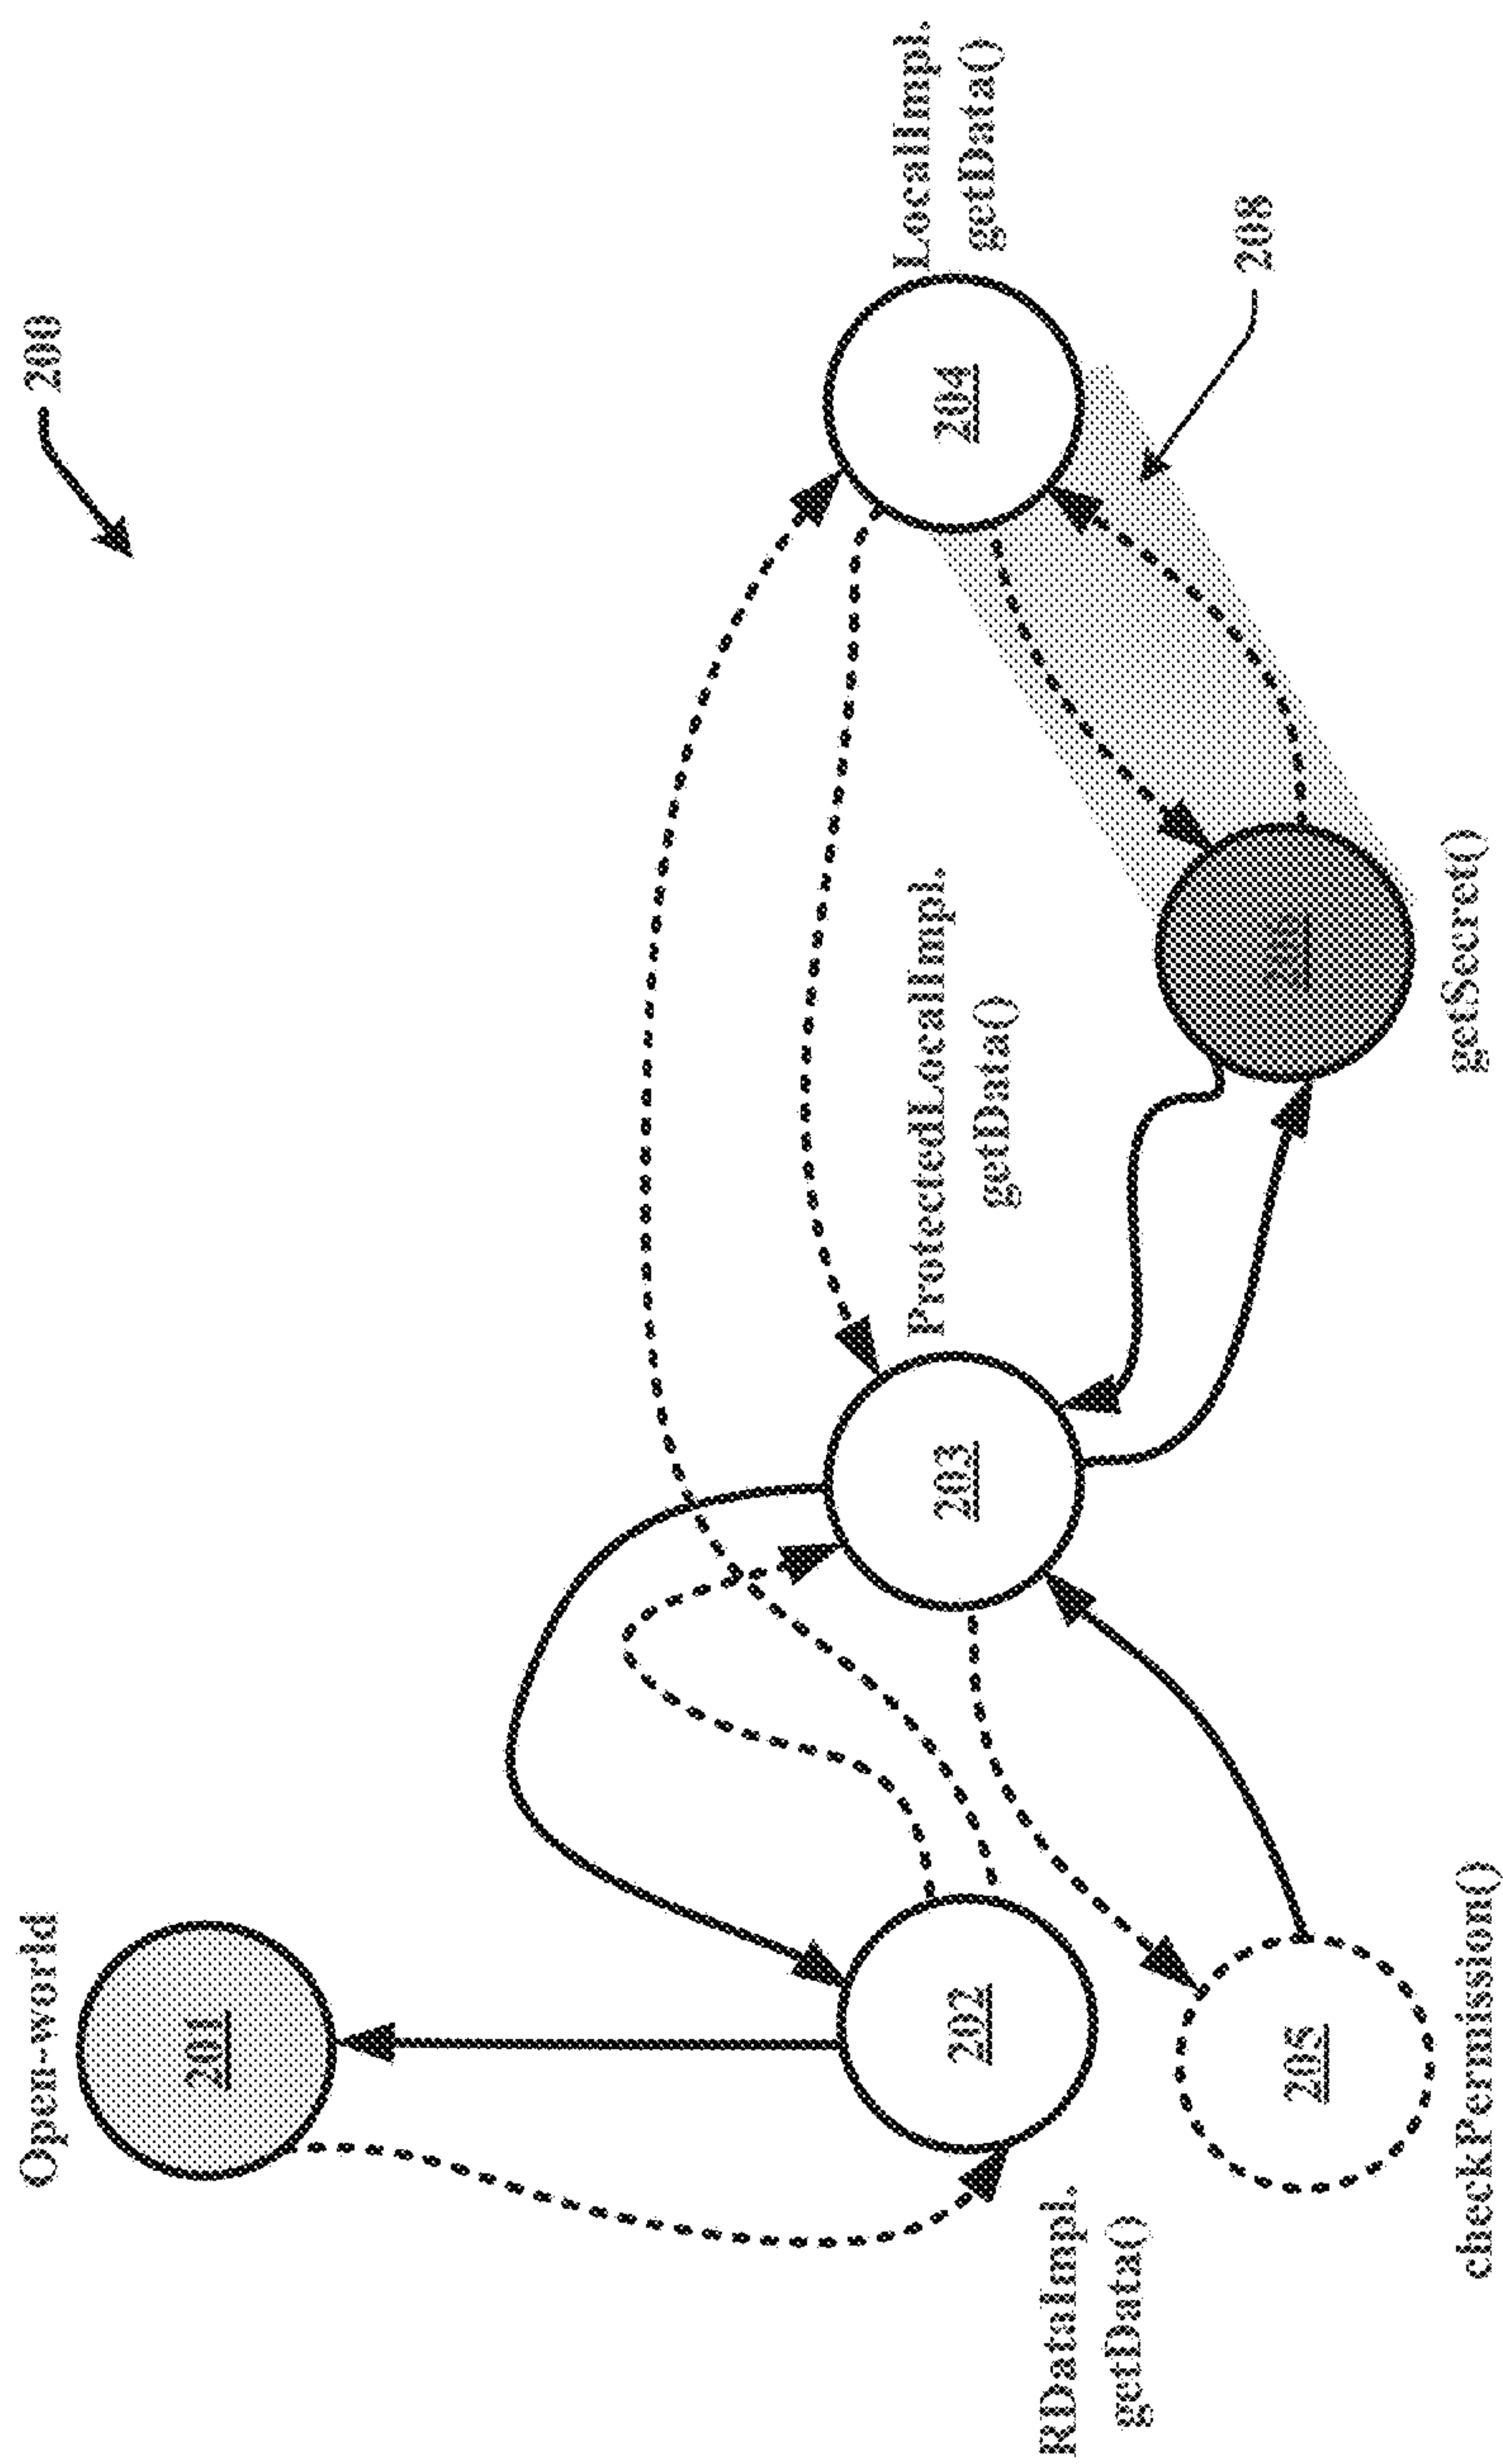 Open-world
200
201
ProtectedLocalImpl.
getData()
LocalImpl.
getData()
202
203
204
RDataImpl.
getData()
208
205
checkPermission()
getSecret()